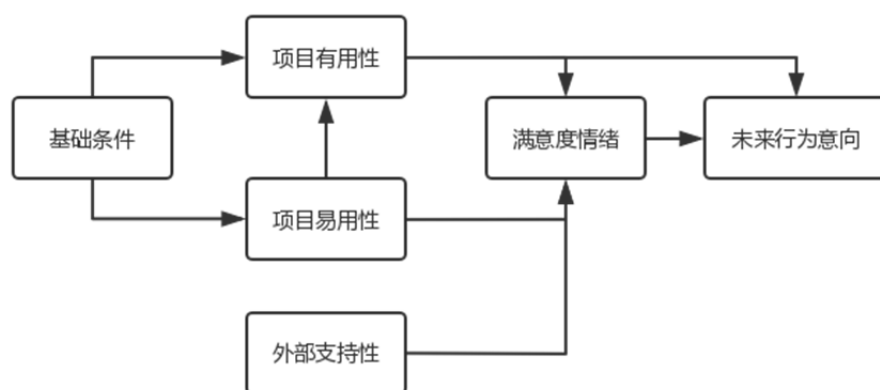 项目有用性
基础条件
满意度情绪
未来行为意向
项目易用性
外部支持性